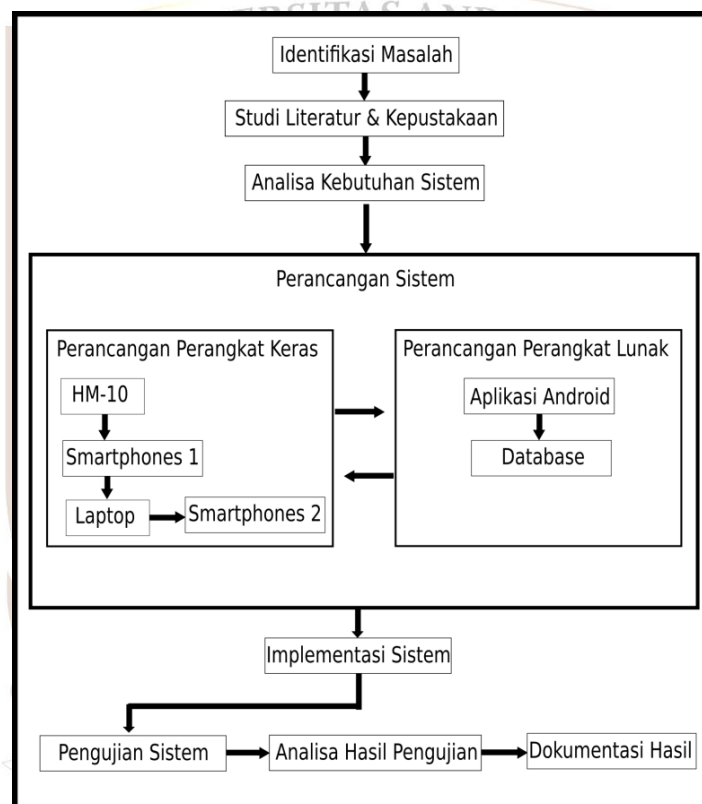 Identifikasi Masalah
Studi Literatur & Kepustakaan
Analisa Kebutuhan Sistem
Perancangan Sistem
Perancangan Perangkat Keras
HM-10
Smartphones 1
Laptop
Smartphones 2
Perancangan Perangkat Lunak
Aplikasi Android
Database
Implementasi Sistem
Pengujian Sistem
Analisa Hasil Pengujian
Dokumentasi Hasil